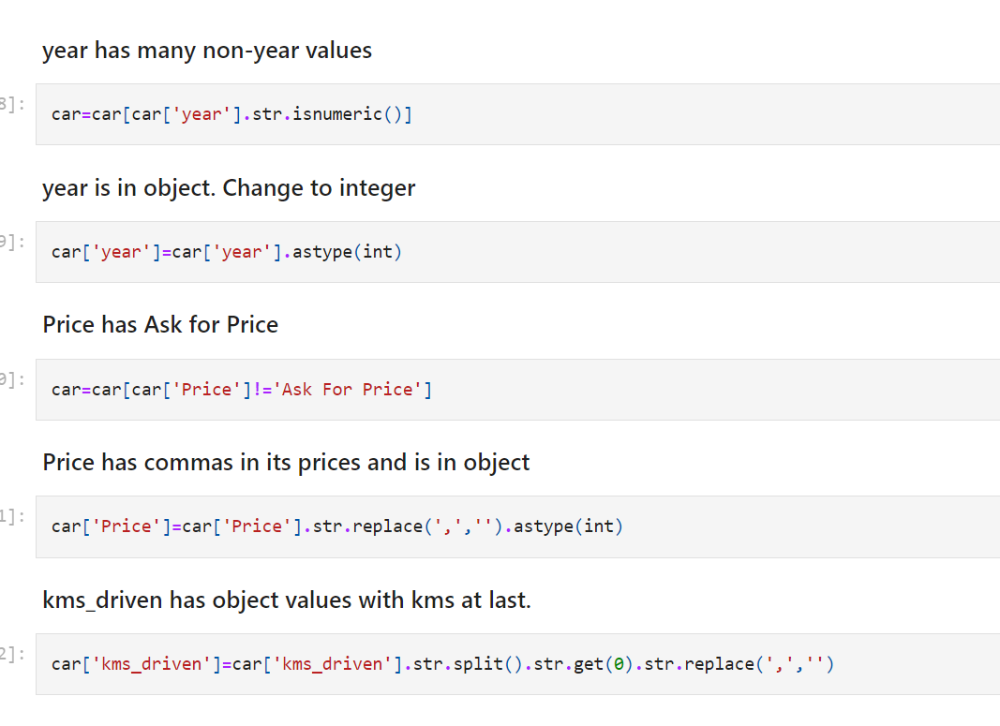 year has many non-year values
8]:
car=car[car['year'].str.isnumeric()]
year is in object. Change to integer
9]:
car['year']=car['year'].astype(int)
Price has Ask for Price
0]:
car=car[car['Price']!='Ask For Price']
Price has commas in its prices and is in object
1]:
car['Price']=car['Price'].str.replace(',','').astype(int)
kms_driven has object values with kms at last.
2]:
car['kms_driven']=car['kms_driven'].str.split().str.get(0).str.replace(',','')